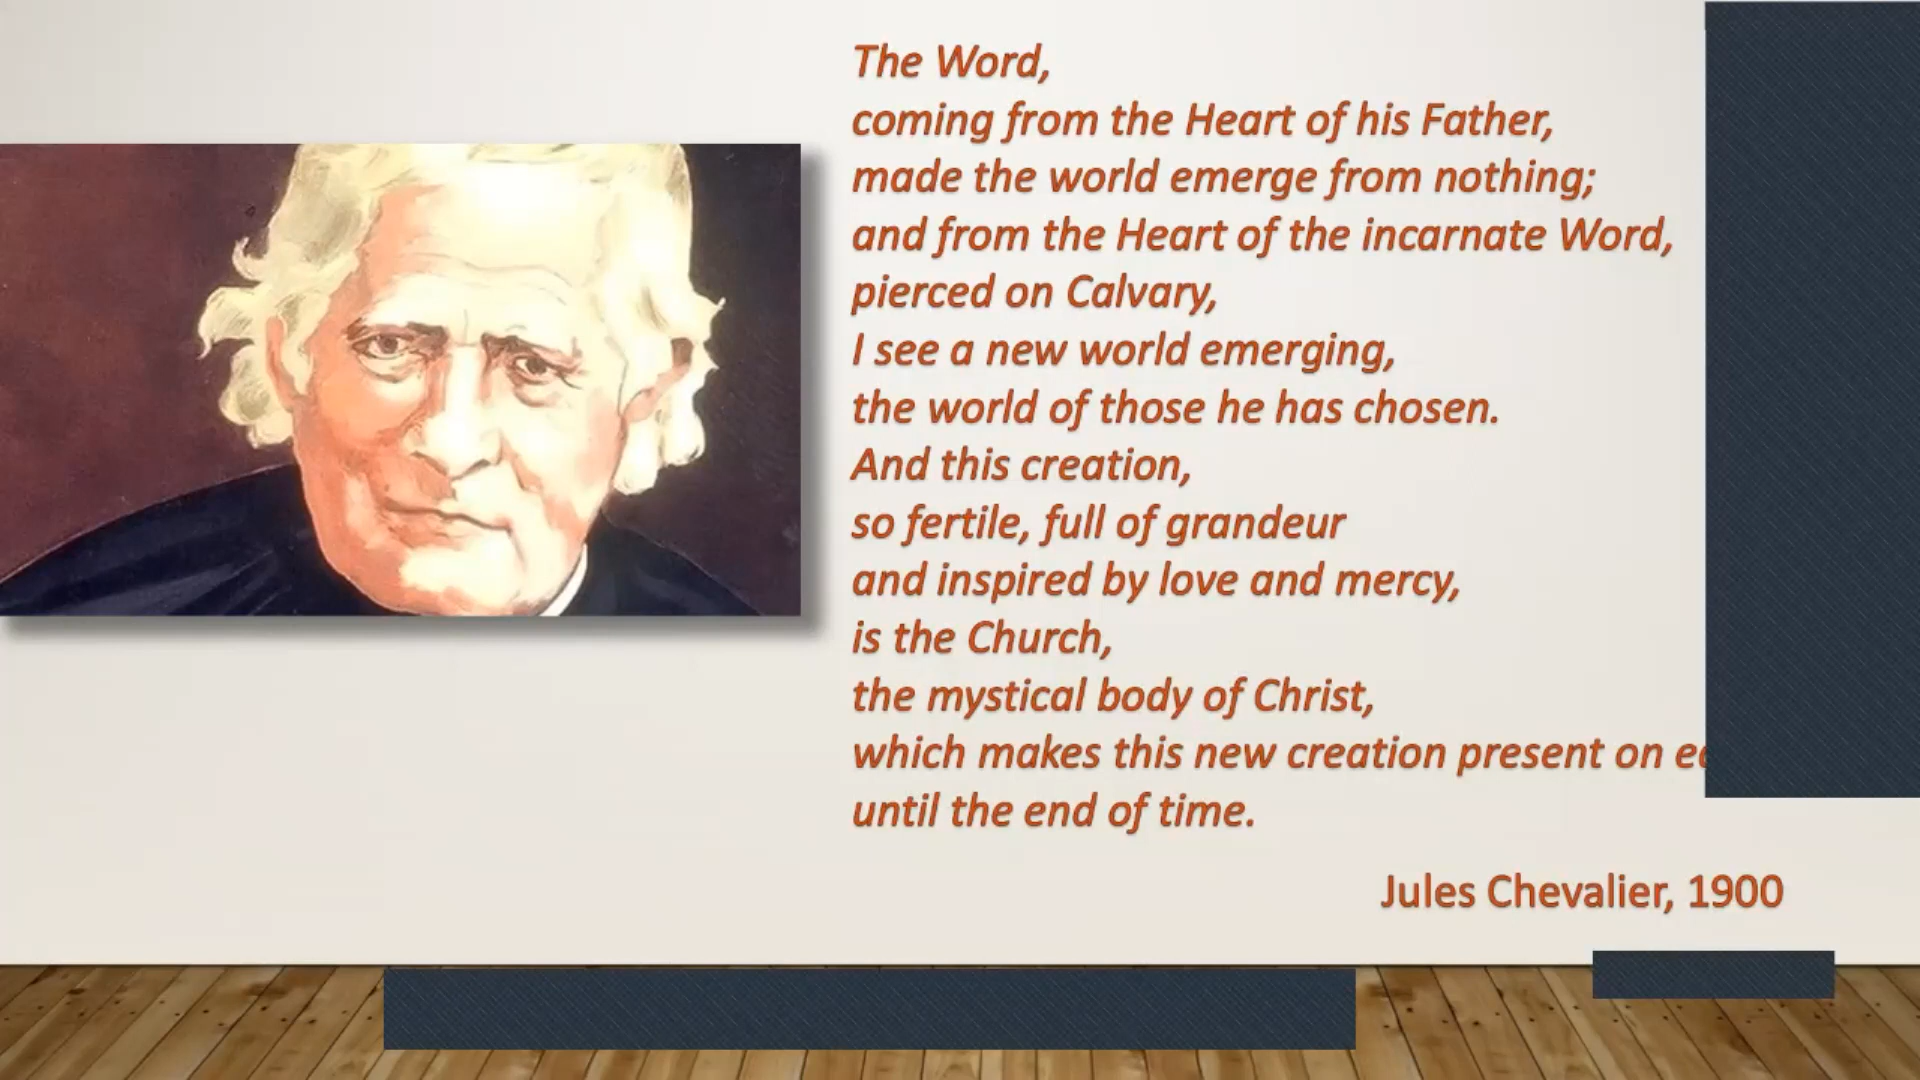 The Word,
coming from the Heart of his Father,
made the world emerge from nothing;
and from the Heart of the incarnate Word,
pierced on Calvary,
I see a new world emerging,
the world of those he has chosen.
And this creation,
so fertile, full of grandeur
and inspired by love and mercy,
is the Church,
the mystical body of Christ,
which makes this new creation present on
until the end of time.
Jules Chevalier, 1900